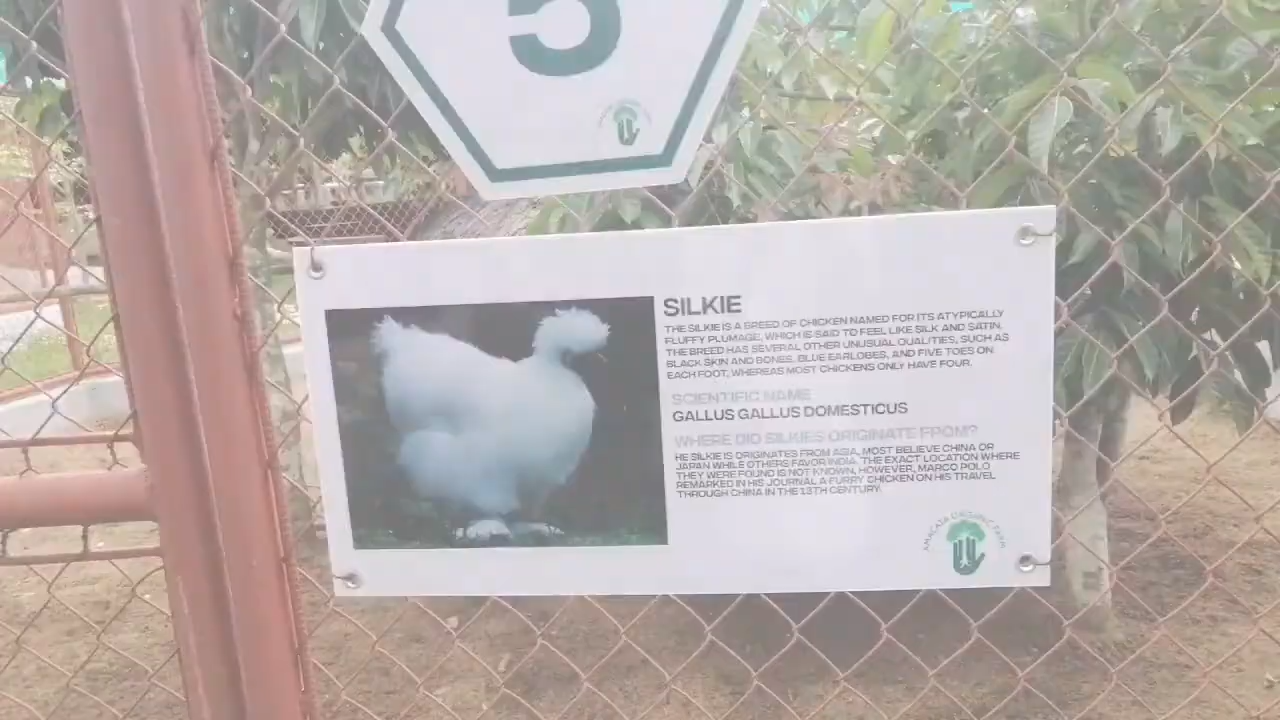 5
SILKIE
THE SILKIE IS A BREED OF CHICKEN NAMED FOR ITS ATYPICALLY
FLUFFY PLUMAGE, WHICH IS SAID TO FEEL LIKE SILK AND SATIN.
THE BREED HAS SEVERAL OTHER UNUSUAL QUALITIES, SUCH AS
BLACK SKIN AND BONES, BLUE EARLOBES, AND FIVE TOES ON
EACH FOOT, WHEREAS MOST CHICKENS ONLY HAVE FOUR.
SCIENTIFIC NAME
GALLUS GALLUS DOMESTICUS
WHERE DID SILKIES ORIGINATE FPOM?
HE SILKIE IS ORIGINATES FROM ASIA, MOST BELIEVE CHINA OR
JAPAN WHILE OTHERS FAVOR INDIA. THE EXACT LOCATION WHERE
THEY WERE FOUND IS NOT KNOWN, HOWEVER, MARCO POLO
REMARKED IN HIS JOURNAL A FURRY CHICKEN ON HIS TRAVEL
THROUGH CHINA IN THE 13TH CENTURY.
ORGANIC FARM